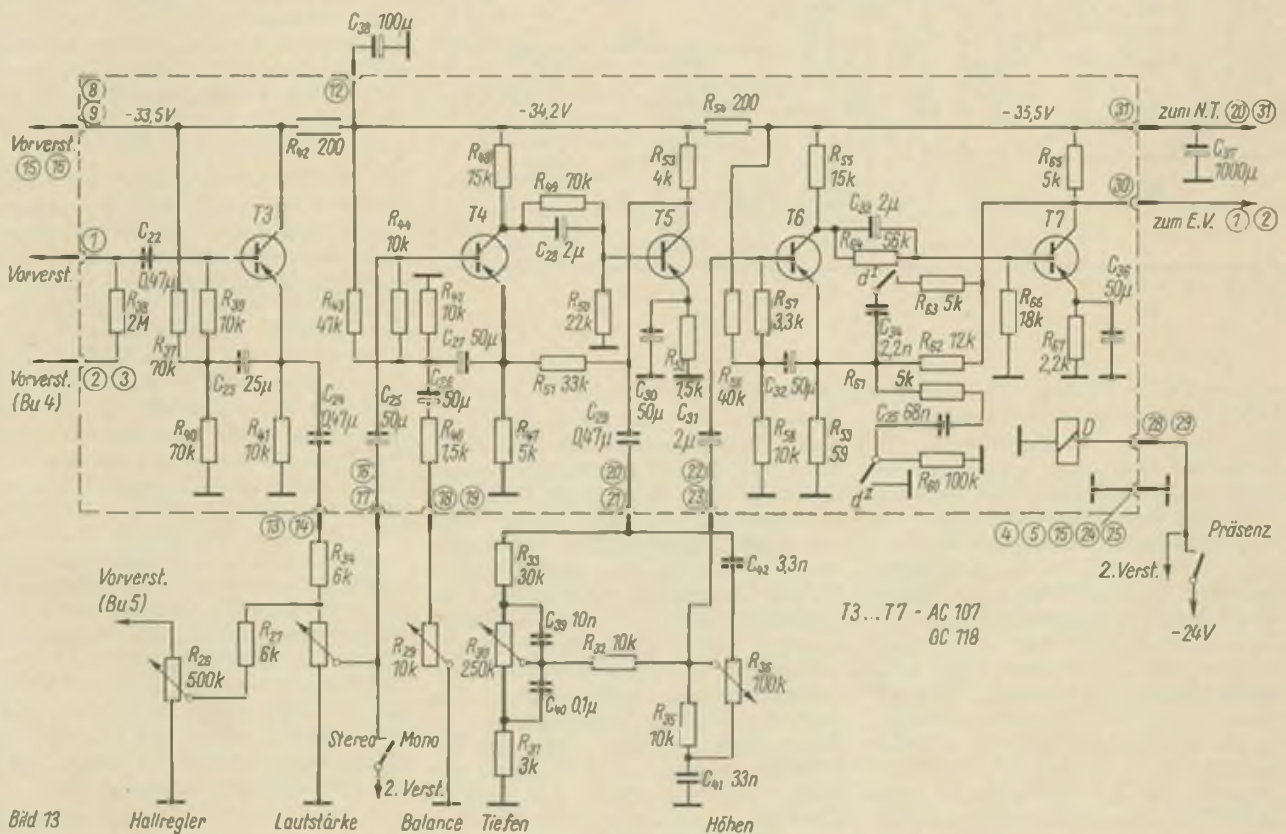 C₃₈ 100µ
⑧
⑨
⑫
-33,5V
-34,2V
R₅₄ 200
-35,5V
㉛
zum N.T. ⑳ ㉛
Vorverst.
⑮ ⑯
R₄₂ 200
R₄₈
15k
R₅₃
4k
R₅₅
15k
R₆₅
5k
1000µ
R₄₉ 70k
C₃₃ 2µ
㉚
①
C₂₂
T3
R₄₄
10k
T4
C₂₈ 2µ
T5
T6
R₆₄
56k
T7
zum E.V. ① ②
Vorverst.
0,47µ
dᴵ
R₆₃ 5k
C₃₆
50µ
R₃₈
2M
R₃₉
10k
R₄₃
47k
10k
R₅₀
22k
R₅₇
3,3k
C₃₄
2,2n
R₆₆
18k
R₃₇
70k
C₂₇ 50µ
R₆₂ 12k
R₆₇
2,2k
② ③
Vorverst.
(Bu 4)
C₂₃ 25µ
C₂₆
50µ
R₅₁ 33k
C₃₀
50µ
1,5k
R₅₆
40k
C₃₂ 50µ
R₆₁
5k
C₂₄
0,47µ
C₂₅
50µ
C₂₉
0,47µ
C₃₁
2µ
C₃₅ 68n
R₄₀
70k
R₄₁
10k
R₄₆
1,5k
R₄₇
5k
R₅₈
10k
59
D
㉘ ㉙
⑯
⑰
⑱ ⑲
⑳
㉑
㉒
㉓
R₆₀ 100k
dᴵᴵ
⑬ ⑭
④ ⑤ ⑮ ㉔ ㉕
Präsenz
R₃₄
6k
R₃₃
30k
C₄₂ 3,3n
2.Verst.
Vorverst.
(Bu 5)
T3...T7 - AC 107
GC 118
-24V
R₂₇
6k
C₃₉ 10n
R₃₂ 10k
R₂₈
500k
R₂₉
10k
R₃₀
250k
R₃₆
100k
C₄₀ 0,1µ
R₃₅
10k
Stereo Mono
R₃₁
3k
2.Verst.
C₄₁ 33n
Bild 13 Hallregler Lautstärke Balance Tiefen Höhen